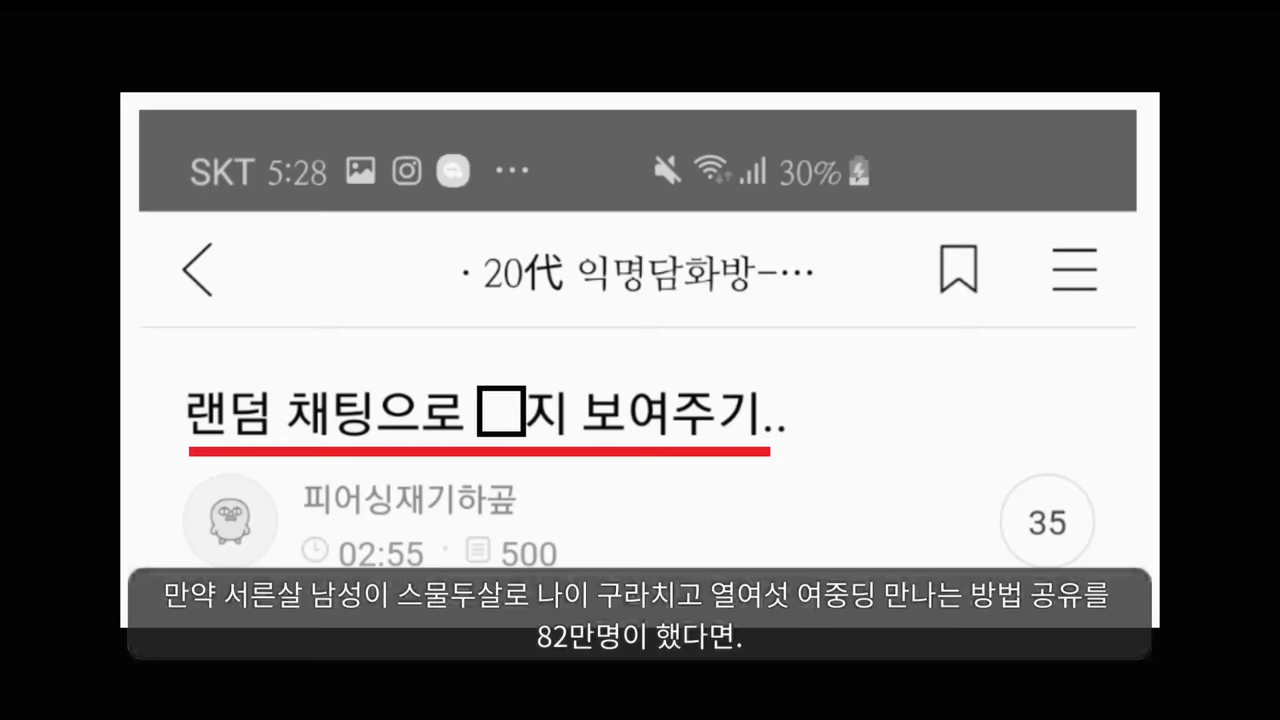 SKT 5:28 ... 30%
· 20代 익명담화방-...
랜덤 채팅으로 □지 보여주기..
피어싱재기하곺
02:55 · 500
35
만약 서른살 남성이 스물두살로 나이 구라치고 열여섯 여중딩 만나는 방법 공유를
82만명이 했다면.